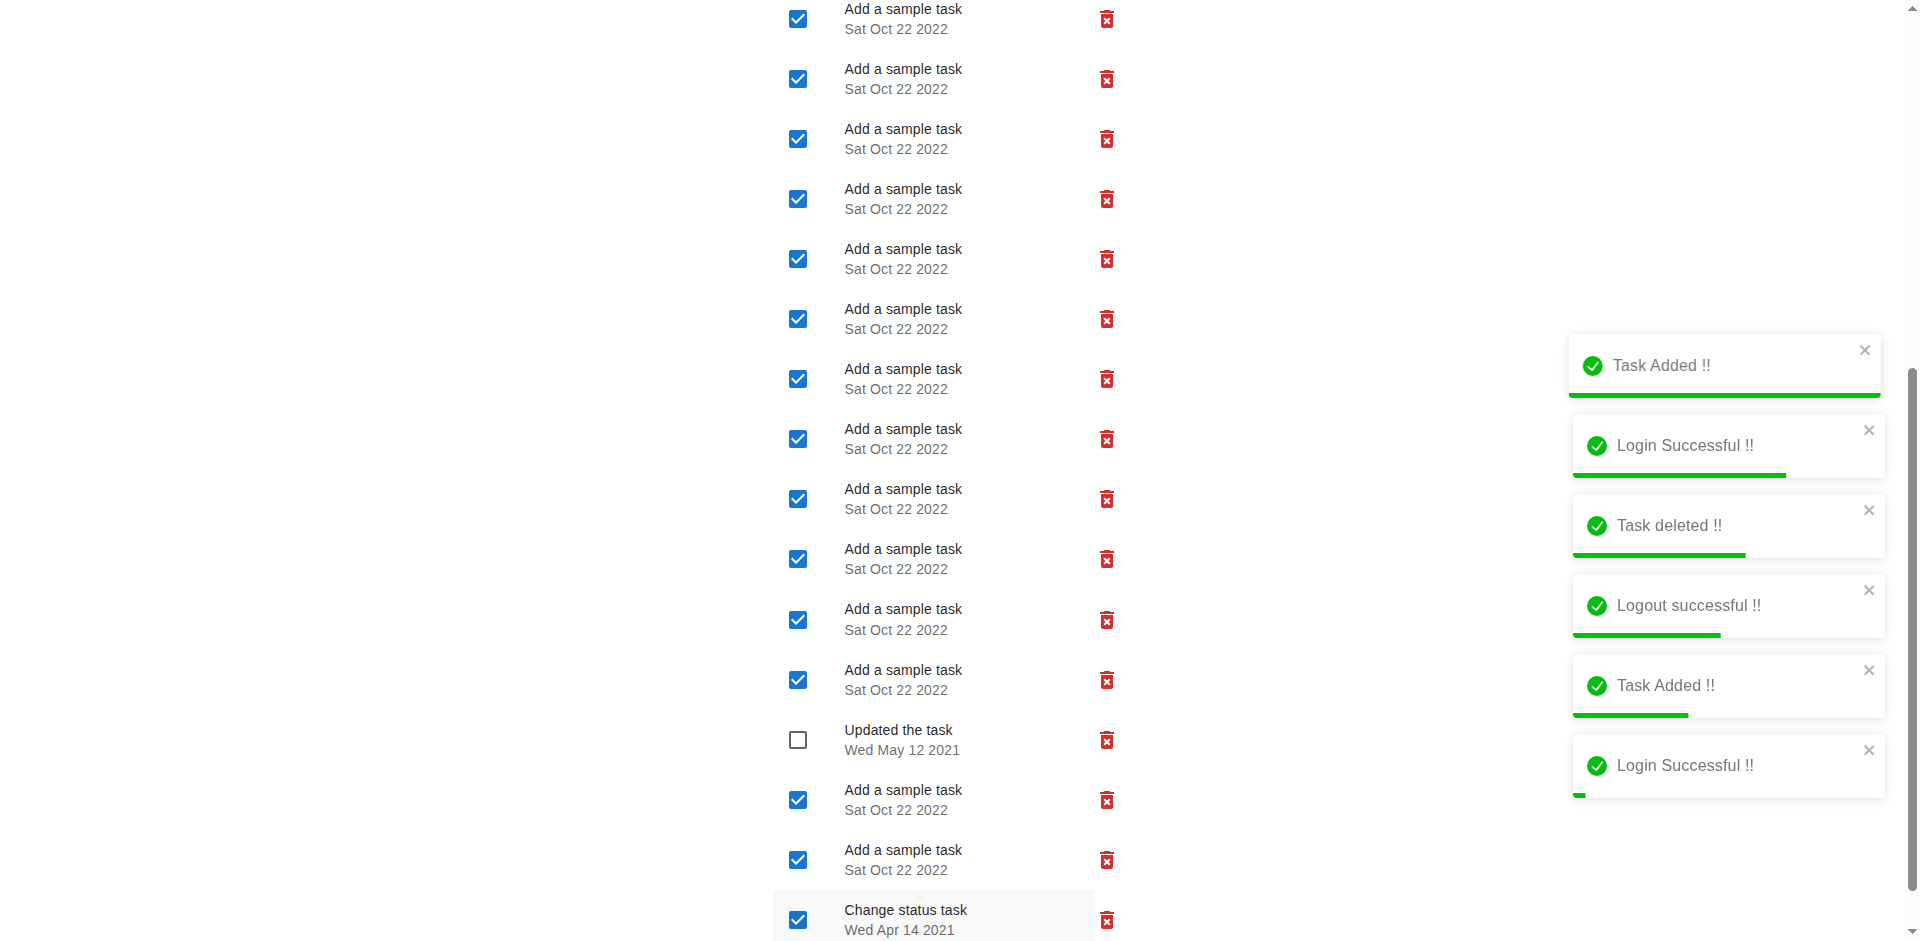 Add a sample task
Sat Oct 22 2022
Add a sample task
Sat Oct 22 2022
Add a sample task
Sat Oct 22 2022
Add a sample task
Sat Oct 22 2022
Add a sample task
Sat Oct 22 2022
Add a sample task
Sat Oct 22 2022
Add a sample task
Sat Oct 22 2022
Add a sample task
Sat Oct 22 2022
Add a sample task
Sat Oct 22 2022
Add a sample task
Sat Oct 22 2022
Add a sample task
Sat Oct 22 2022
Add a sample task
Sat Oct 22 2022
Updated the task
Wed May 12 2021
Add a sample task
Sat Oct 22 2022
Add a sample task
Sat Oct 22 2022
Change status task
Wed Apr 14 2021
Task Added !!
Login Successful !!
Task deleted !!
Logout successful !!
Task Added !!
Login Successful !!